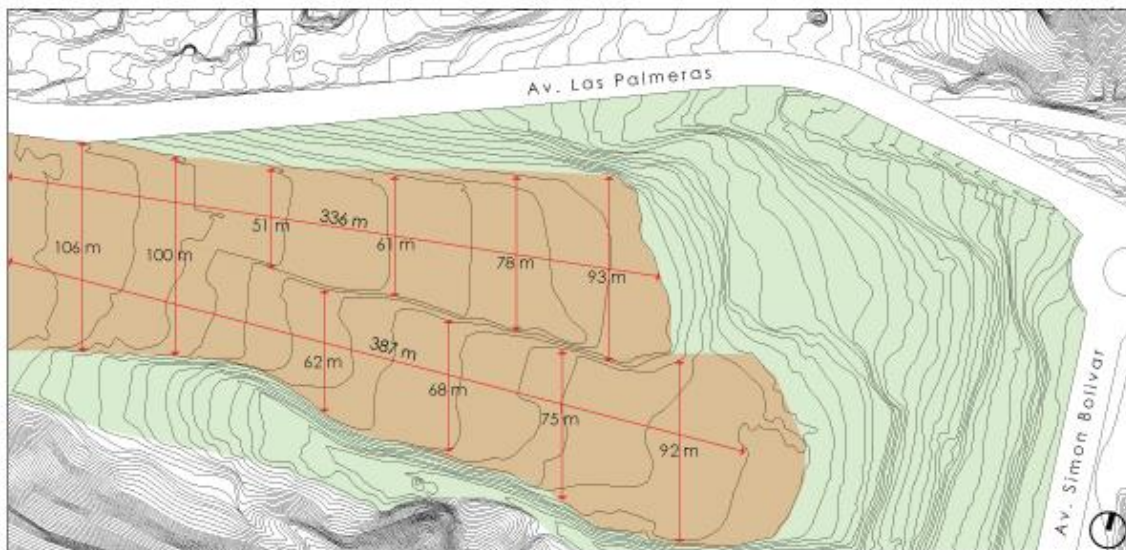 Av. Las Palmeras
336 m
51 m
61 m
106 m
100 m
78 m
93 m
387 m
62 m
68 m
75 m
92 m
Av. Simon Bolivar